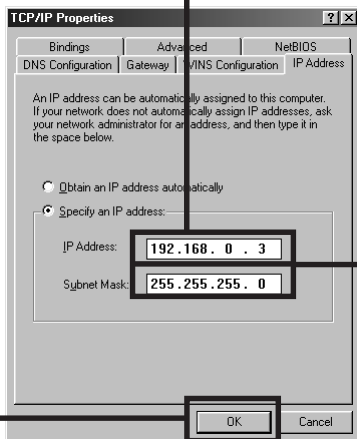 TCP/IP Properties
Bindings Advanced NetBIOS
DNS Configuration Gateway WINS Configuration IP Address
An IP address can be automatically assigned to this computer.
If your network does not automatically assign IP addresses, ask
your network administrator for an address, and then type it in
the space below.
Obtain an IP address automatically
Specify an IP address:
IP Address: 192.168. 0 . 3
Subnet Mask: 255.255.255. 0
OK Cancel